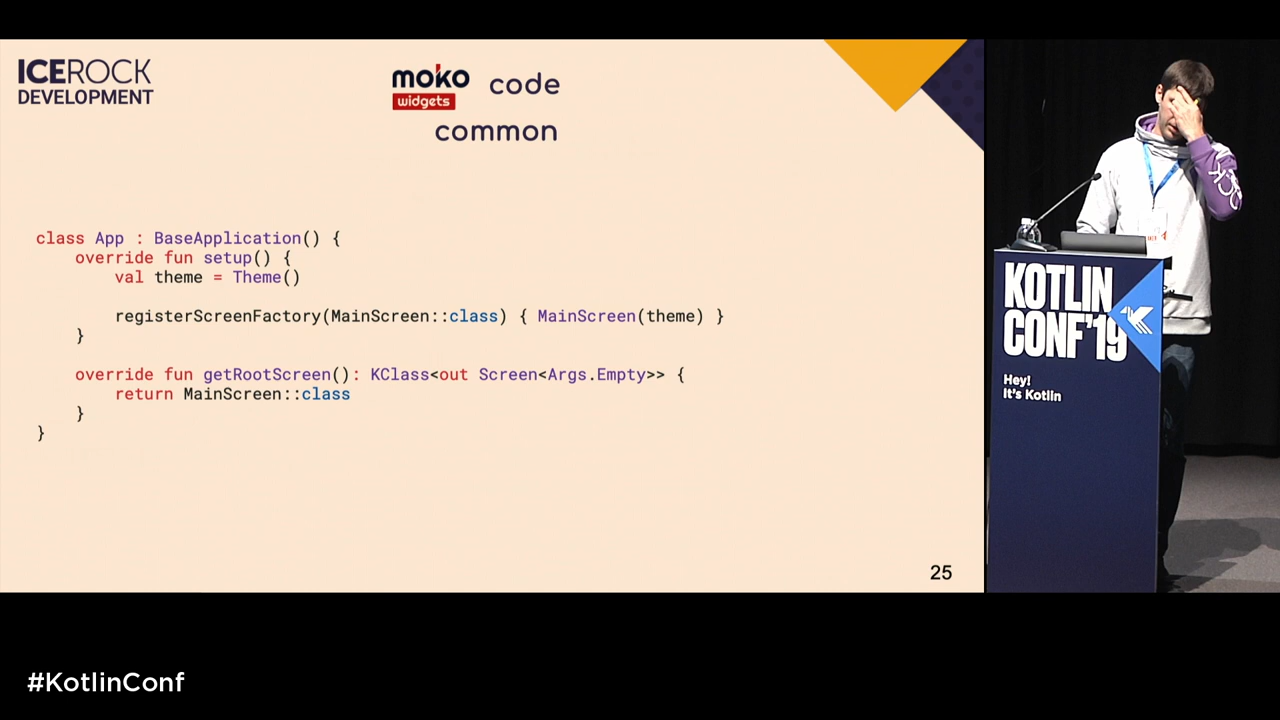 ICEROCK
DEVELOPMENT
moko
widgets
code
common
class App : BaseApplication() {
    override fun setup() {
        val theme = Theme()
        registerScreenFactory(MainScreen::class) { MainScreen(theme) }
    }
    override fun getRootScreen(): KClass<out Screen<Args.Empty>> {
        return MainScreen::class
    }
}
25
KOTLIN
CONF'19
Hey!
It's Kotlin
#KotlinConf